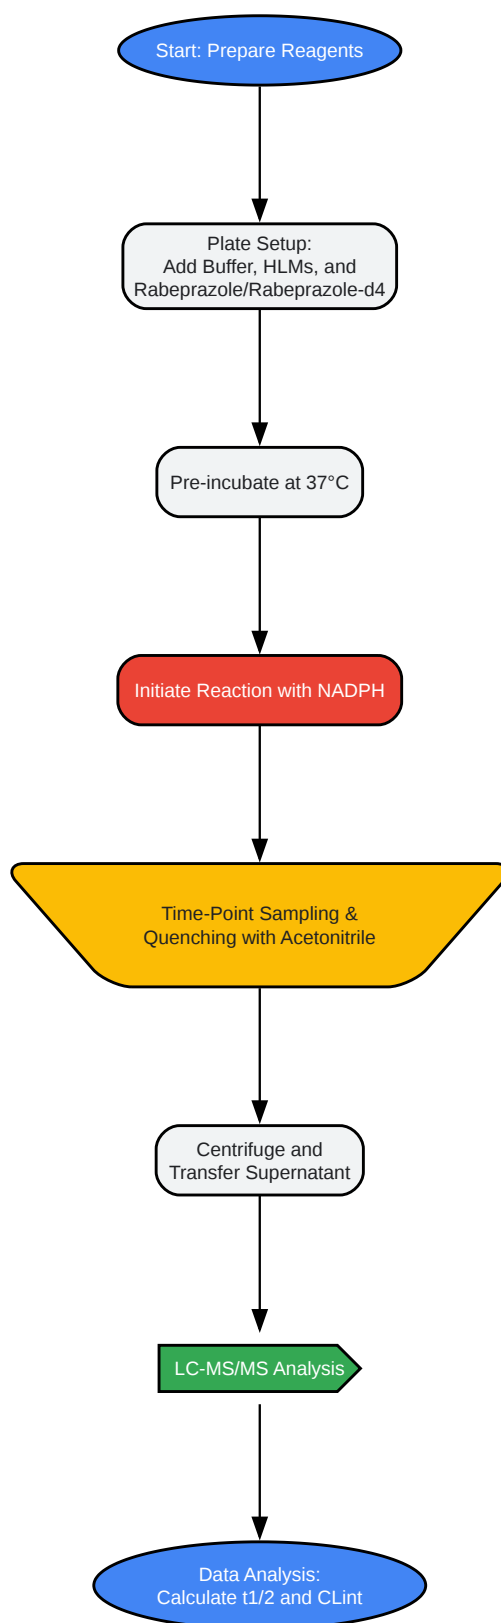 Start: Prepare Reagents
Plate Setup:
Add Buffer, HLMs, and
Rabeprazole/Rabeprazole-d4
Pre-incubate at 37°C
Initiate Reaction with NADPH
Time-Point Sampling &
Quenching with Acetonitrile
Centrifuge and
Transfer Supernatant
LC-MS/MS Analysis
Data Analysis:
Calculate t1/2 and CLint